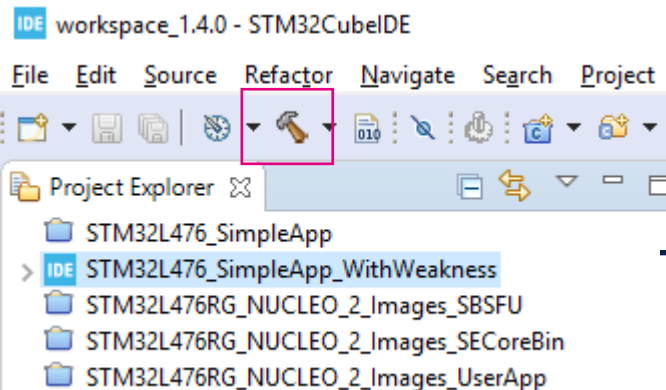 IDE workspace_1.4.0 - STM32CubeIDE
File Edit Source Refactor Navigate Search Project
010
Project Explorer
STM32L476_SimpleApp
IDE STM32L476_SimpleApp_WithWeakness
STM32L476RG_NUCLEO_2_Images_SBSFU
STM32L476RG_NUCLEO_2_Images_SECoreBin
STM32L476RG_NUCLEO_2_Images_UserApp